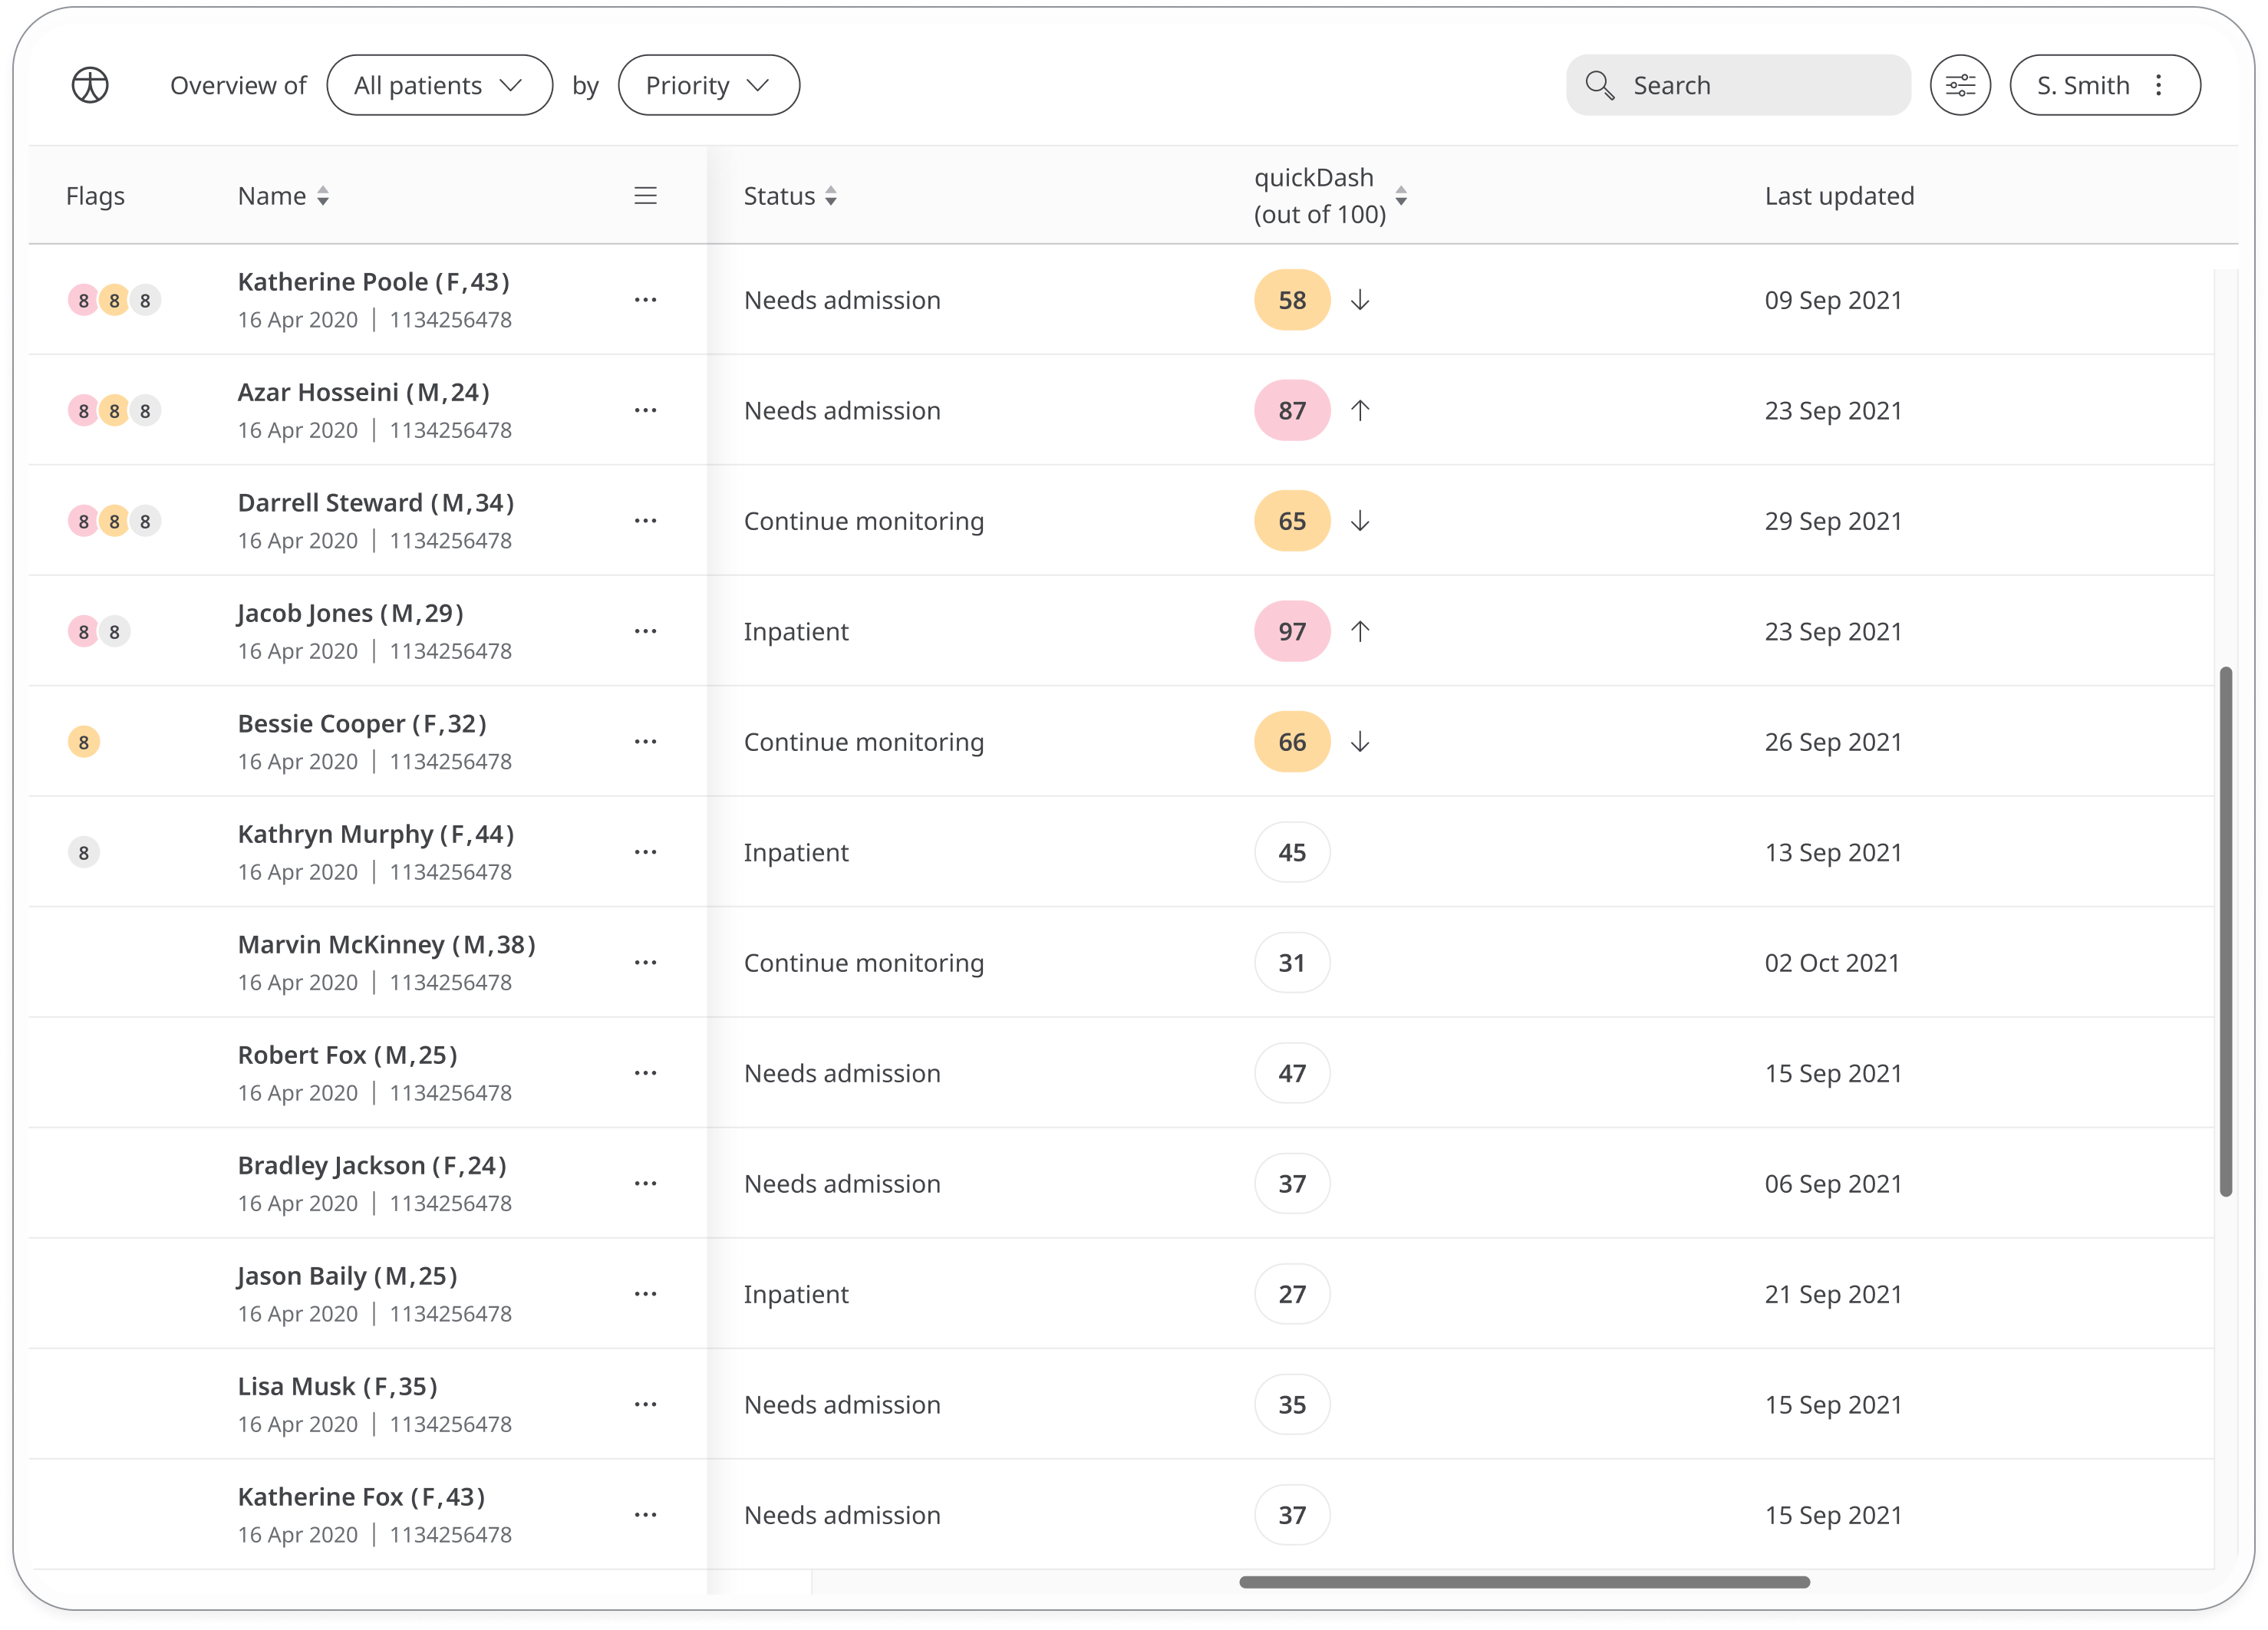 Overview of All patients by Priority Search S. Smith
Flags Name Status quickDash (out of 100) Last updated
8 8 8 Katherine Poole (F,43) Needs admission 58 09 Sep 2021
16 Apr 2020 | 1134256478
8 8 8 Azar Hosseini (M,24) Needs admission 87 23 Sep 2021
16 Apr 2020 | 1134256478
8 8 8 Darrell Steward (M,34) Continue monitoring 65 29 Sep 2021
16 Apr 2020 | 1134256478
8 8 Jacob Jones (M,29) Inpatient 97 23 Sep 2021
16 Apr 2020 | 1134256478
8 Bessie Cooper (F,32) Continue monitoring 66 26 Sep 2021
16 Apr 2020 | 1134256478
8 Kathryn Murphy (F,44) Inpatient 45 13 Sep 2021
16 Apr 2020 | 1134256478
Marvin McKinney (M,38) Continue monitoring 31 02 Oct 2021
16 Apr 2020 | 1134256478
Robert Fox (M,25) Needs admission 47 15 Sep 2021
16 Apr 2020 | 1134256478
Bradley Jackson (F,24) Needs admission 37 06 Sep 2021
16 Apr 2020 | 1134256478
Jason Baily (M,25) Inpatient 27 21 Sep 2021
16 Apr 2020 | 1134256478
Lisa Musk (F,35) Needs admission 35 15 Sep 2021
16 Apr 2020 | 1134256478
Katherine Fox (F,43) Needs admission 37 15 Sep 2021
16 Apr 2020 | 1134256478